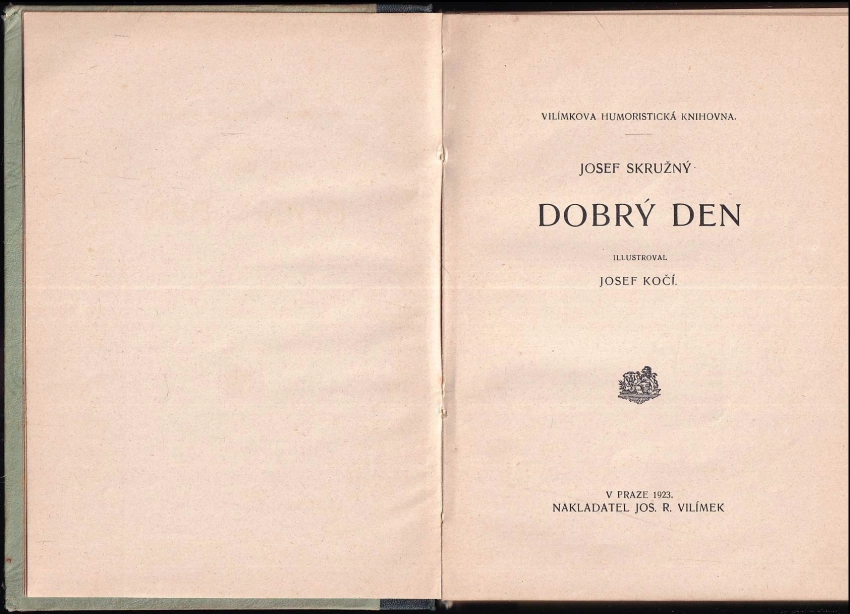 VILÍMKOVA HUMORISTICKÁ KNIHOVNA.
JOSEF SKRUŽNÝ
DOBRÝ DEN
ILLUSTROVAL
JOSEF KOČÍ.
V PRAZE 1923.
NAKLADATEL JOS. R. VILÍMEK